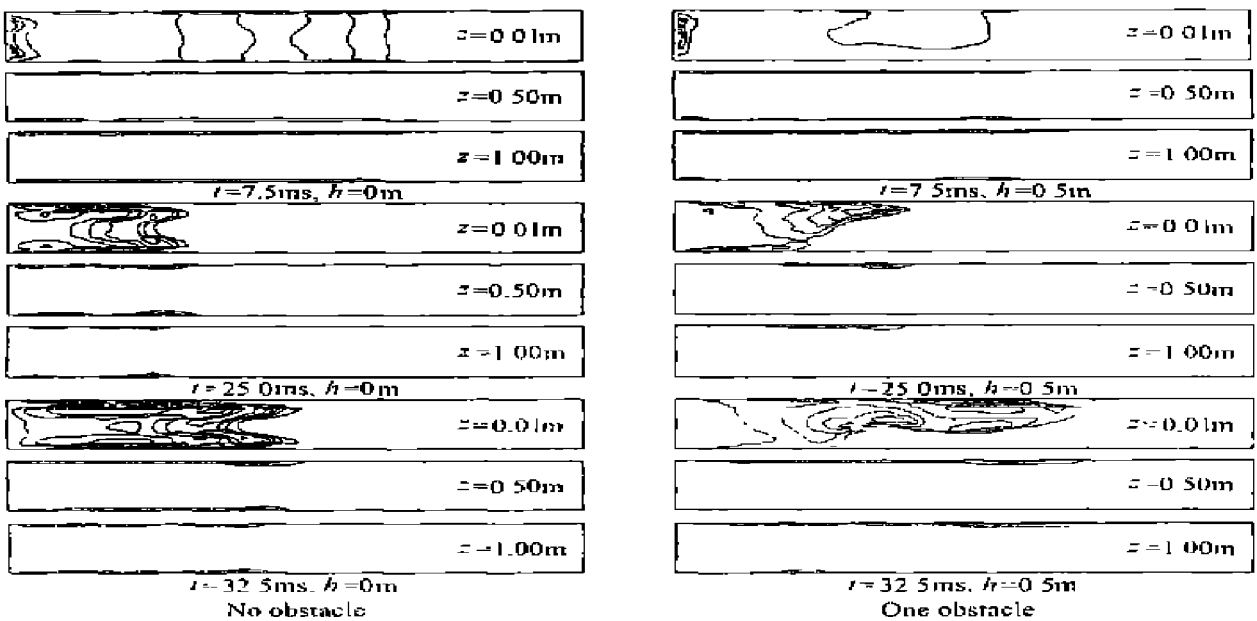 z=0.01m
z=0.50m
z=1.00m
t=7.5ms, h=0m
z=0.01m
z=0.50m
z=1.00m
t=25.0ms, h=0m
z=0.01m
z=0.50m
z=1.00m
t=32.5ms, h=0m
No obstacle
z=0.01m
z=0.50m
z=1.00m
t=7.5ms, h=0.5m
z=0.01m
z=0.50m
z=1.00m
t=25.0ms, h=0.5m
z=0.01m
z=0.50m
z=1.00m
t=32.5ms, h=0.5m
One obstacle